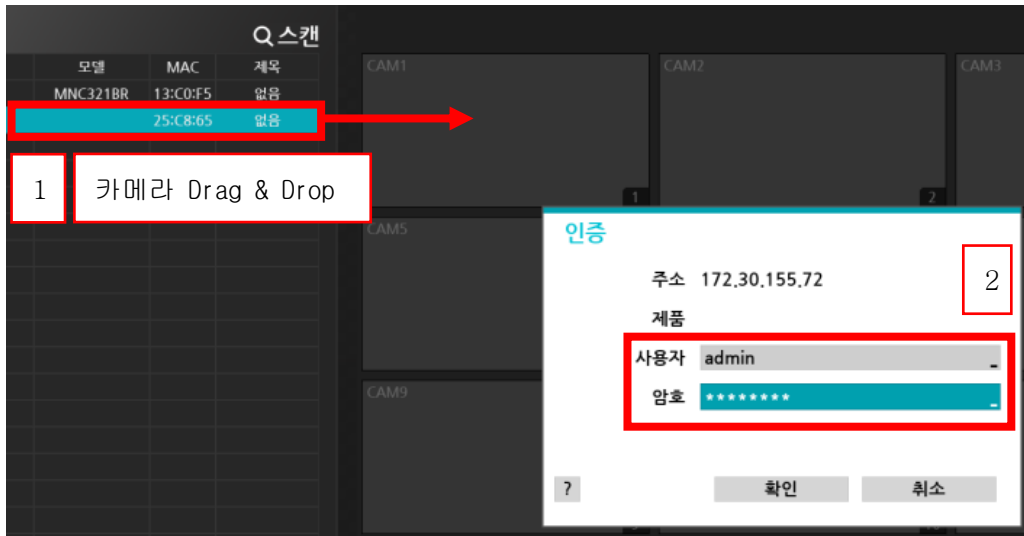 스캔
모델 MAC 제목
MNC321BR 13:C0:F5 없음
25:C8:65 없음
1 카메라 Drag & Drop
CAM1 CAM2 CAM3
1 2
CAM5
CAM9
인증
2
주소 172.30.155.72
제품
사용자 admin
암호 ********
? 확인 취소